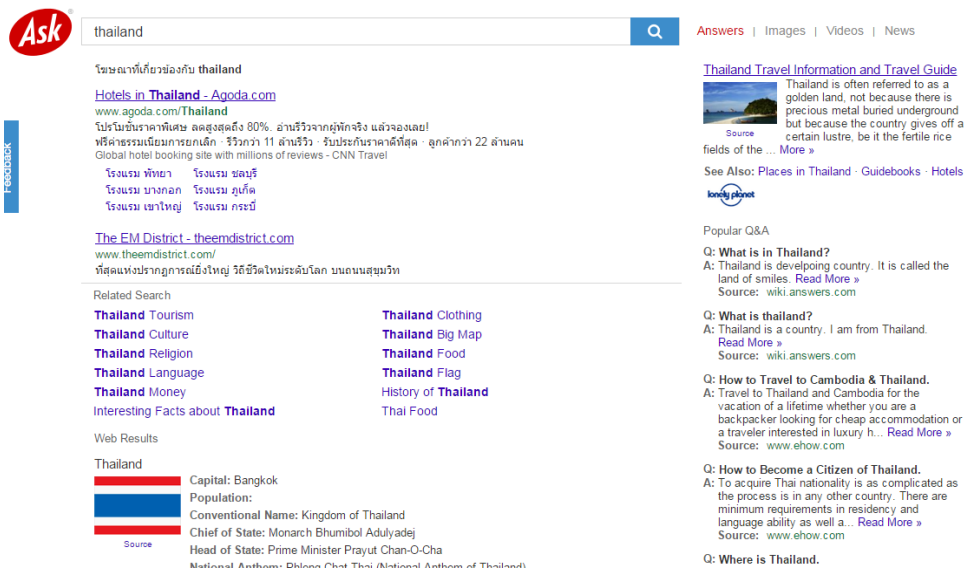 Ask
thailand
Answers | Images | Videos | News
Feedback
โฆษณาที่เกี่ยวข้องกับ thailand
Hotels in Thailand - Agoda.com
www.agoda.com/Thailand
โปรโมชั่นราคาพิเศษ ลดสูงสุดถึง 80%. อ่านรีวิวจากผู้พักจริง แล้วจองเลย!
ฟรีค่าธรรมเนียมการยกเลิก · รีวิวกว่า 11 ล้านรีวิว · รับประกันราคาดีที่สุด · ลูกค้ากว่า 22 ล้านคน
Global hotel booking site with millions of reviews - CNN Travel
โรงแรม พัทยา โรงแรม ชลบุรี
โรงแรม บางกอก โรงแรม ภูเก็ต
โรงแรม เขาใหญ่ โรงแรม กระบี่
The EM District - theemdistrict.com
www.theemdistrict.com/
ที่สุดแห่งปรากฏการณ์ยิ่งใหญ่ วิถีชีวิตใหม่ระดับโลก บนถนนสุขุมวิท
Related Search
Thailand Tourism
Thailand Culture
Thailand Religion
Thailand Language
Thailand Money
Interesting Facts about Thailand
Thailand Clothing
Thailand Big Map
Thailand Food
Thailand Flag
History of Thailand
Thai Food
Web Results
Thailand
Source
Capital: Bangkok
Population:
Conventional Name: Kingdom of Thailand
Chief of State: Monarch Bhumibol Adulyadej
Head of State: Prime Minister Prayut Chan-O-Cha
National Anthem: Phleng Chat Thai (National Anthem of Thailand)
Thailand Travel Information and Travel Guide
Source
Thailand is often referred to as a
golden land, not because there is
precious metal buried underground
but because the country gives off a
certain lustre, be it the fertile rice
fields of the ... More »
See Also: Places in Thailand · Guidebooks · Hotels
lonely planet
Popular Q&A
Q: What is in Thailand?
A: Thailand is develpoing country. It is called the
land of smiles. Read More »
Source: wiki.answers.com
Q: What is thailand?
A: Thailand is a country. I am from Thailand.
Read More »
Source: wiki.answers.com
Q: How to Travel to Cambodia & Thailand.
A: Travel to Thailand and Cambodia for the
vacation of a lifetime whether you are a
backpacker looking for cheap accommodation or
a traveler interested in luxury h... Read More »
Source: www.ehow.com
Q: How to Become a Citizen of Thailand.
A: To acquire Thai nationality is as complicated as
the process is in any other country. There are
minimum requirements in residency and
language ability as well a... Read More »
Source: www.ehow.com
Q: Where is Thailand.